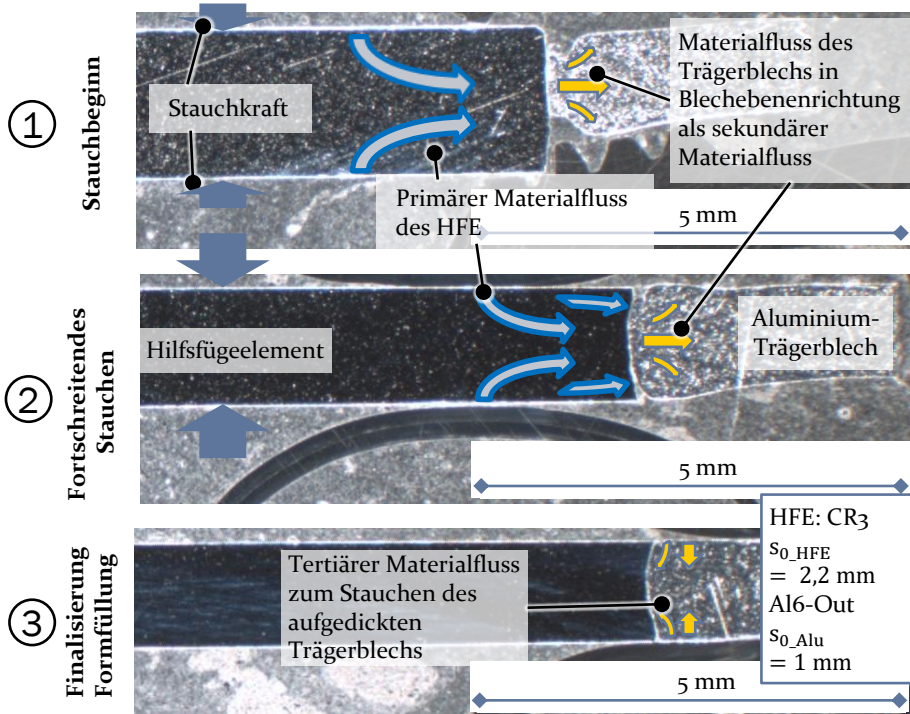 1
Stauchbeginn
Stauchkraft
Primärer Materialfluss
des HFE
Materialfluss des
Trägerblechs in
Blechebenenrichtung
als sekundärer
Materialfluss
5 mm
2
Fortschreitendes
Stauchen
Hilfsfügeelement
Aluminium-
Trägerblech
5 mm
3
Finalisierung
Formfüllung
Tertiärer Materialfluss
zum Stauchen des
aufgedickten
Trägerblechs
5 mm
HFE: CR3
s0_HFE
= 2,2 mm
Al6-Out
s0_Alu
= 1 mm